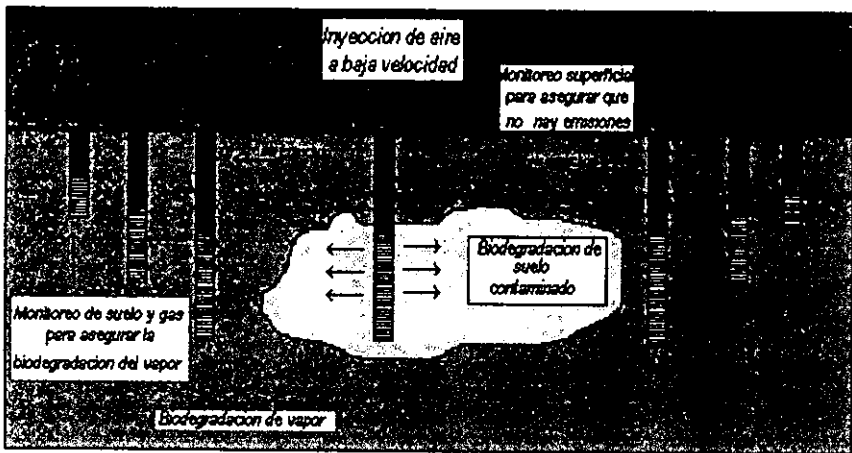 Inyeccion de aire
a baja velocidad
Monitoreo superficial
para asegurar que
no hay emisiones
Biodegradacion de
suelo
contaminado
Monitoreo de suelo y gas
para asegurar la
biodegradacion del vapor
Biodegradacion de vapor